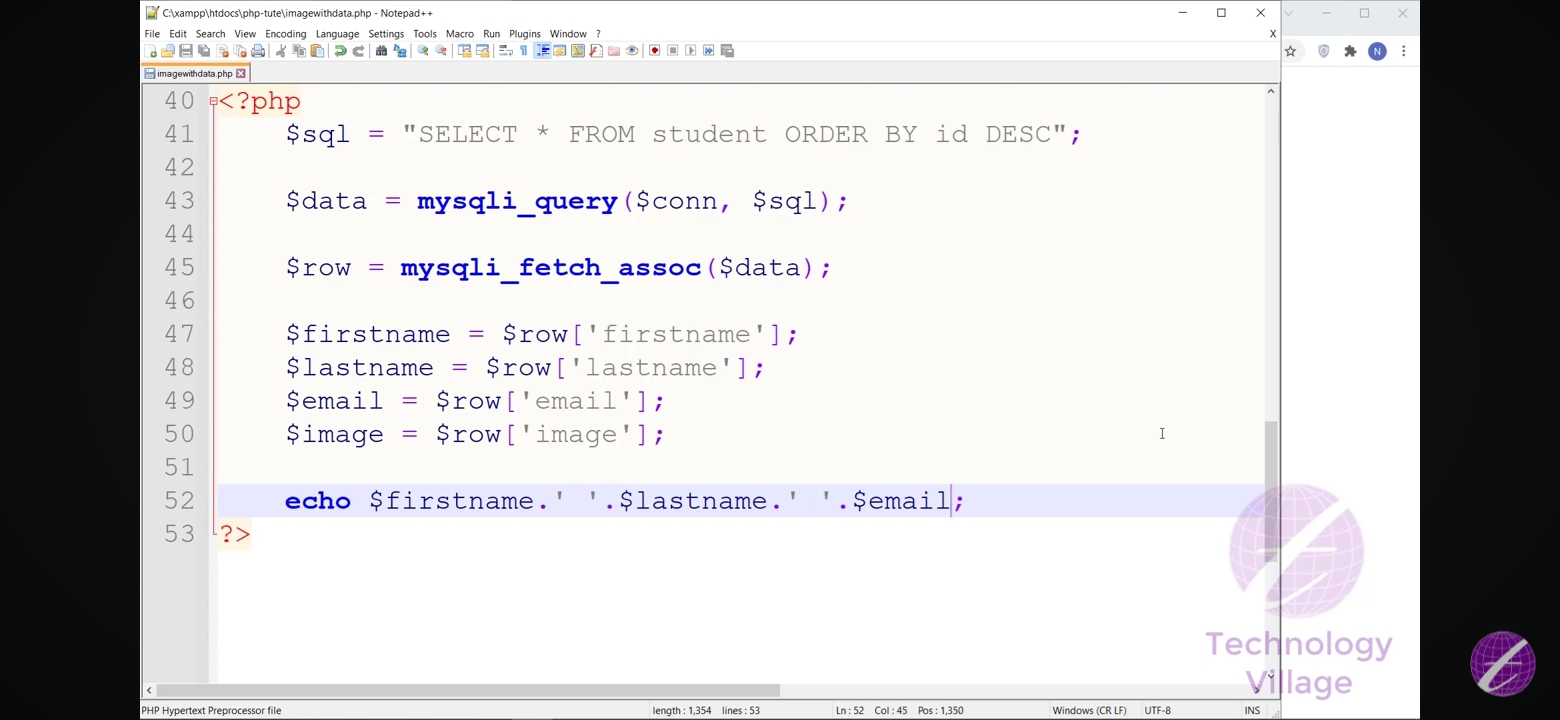 C:\xampp\htdocs\php-tute\imagewithdata.php - Notepad++
File Edit Search View Encoding Language Settings Tools Macro Run Plugins Window ? X
imagewithdata.php
N
40 <?php
41 $sql = "SELECT * FROM student ORDER BY id DESC";
42
43 $data = mysqli_query($conn, $sql);
44
45 $row = mysqli_fetch_assoc($data);
46
47 $firstname = $row['firstname'];
48 $lastname = $row['lastname'];
49 $email = $row['email'];
50 $image = $row['image'];
51
52 echo $firstname.' '.$lastname.' '.$email;
53 ?>
Technology
Village
PHP Hypertext Preprocessor file length : 1,354 lines : 53 Ln : 52 Col : 45 Pos : 1,350 Windows (CR LF) UTF-8 INS